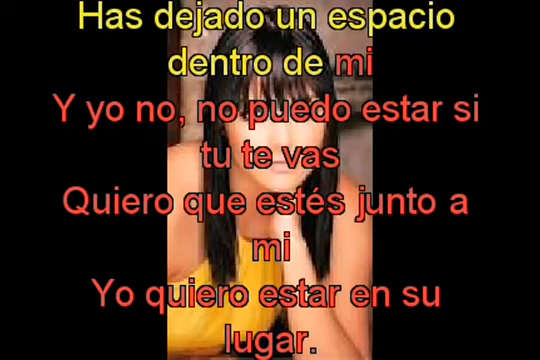 Has dejado un espacio
dentro de mi
Y yo no, no puedo estar si
tu te vas
Quiero que estés junto a
mi
Yo quiero estar en su
lugar.